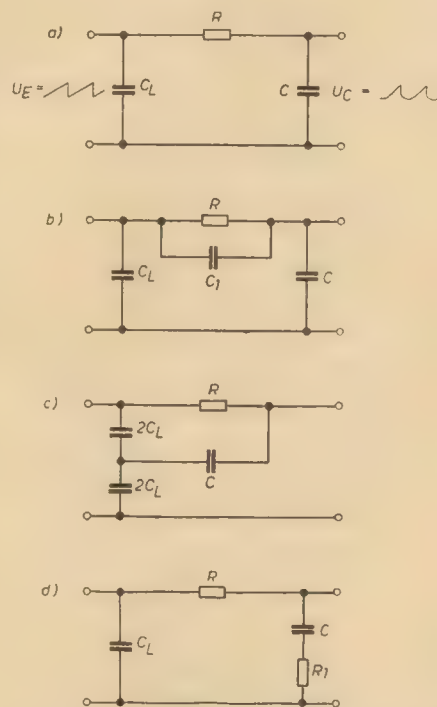 R
a)
U_E = C_L C U_C =
R
b)
C_1
C_L C
R
c)
2C_L
C
2C_L
R
d)
C
C_L
R_1